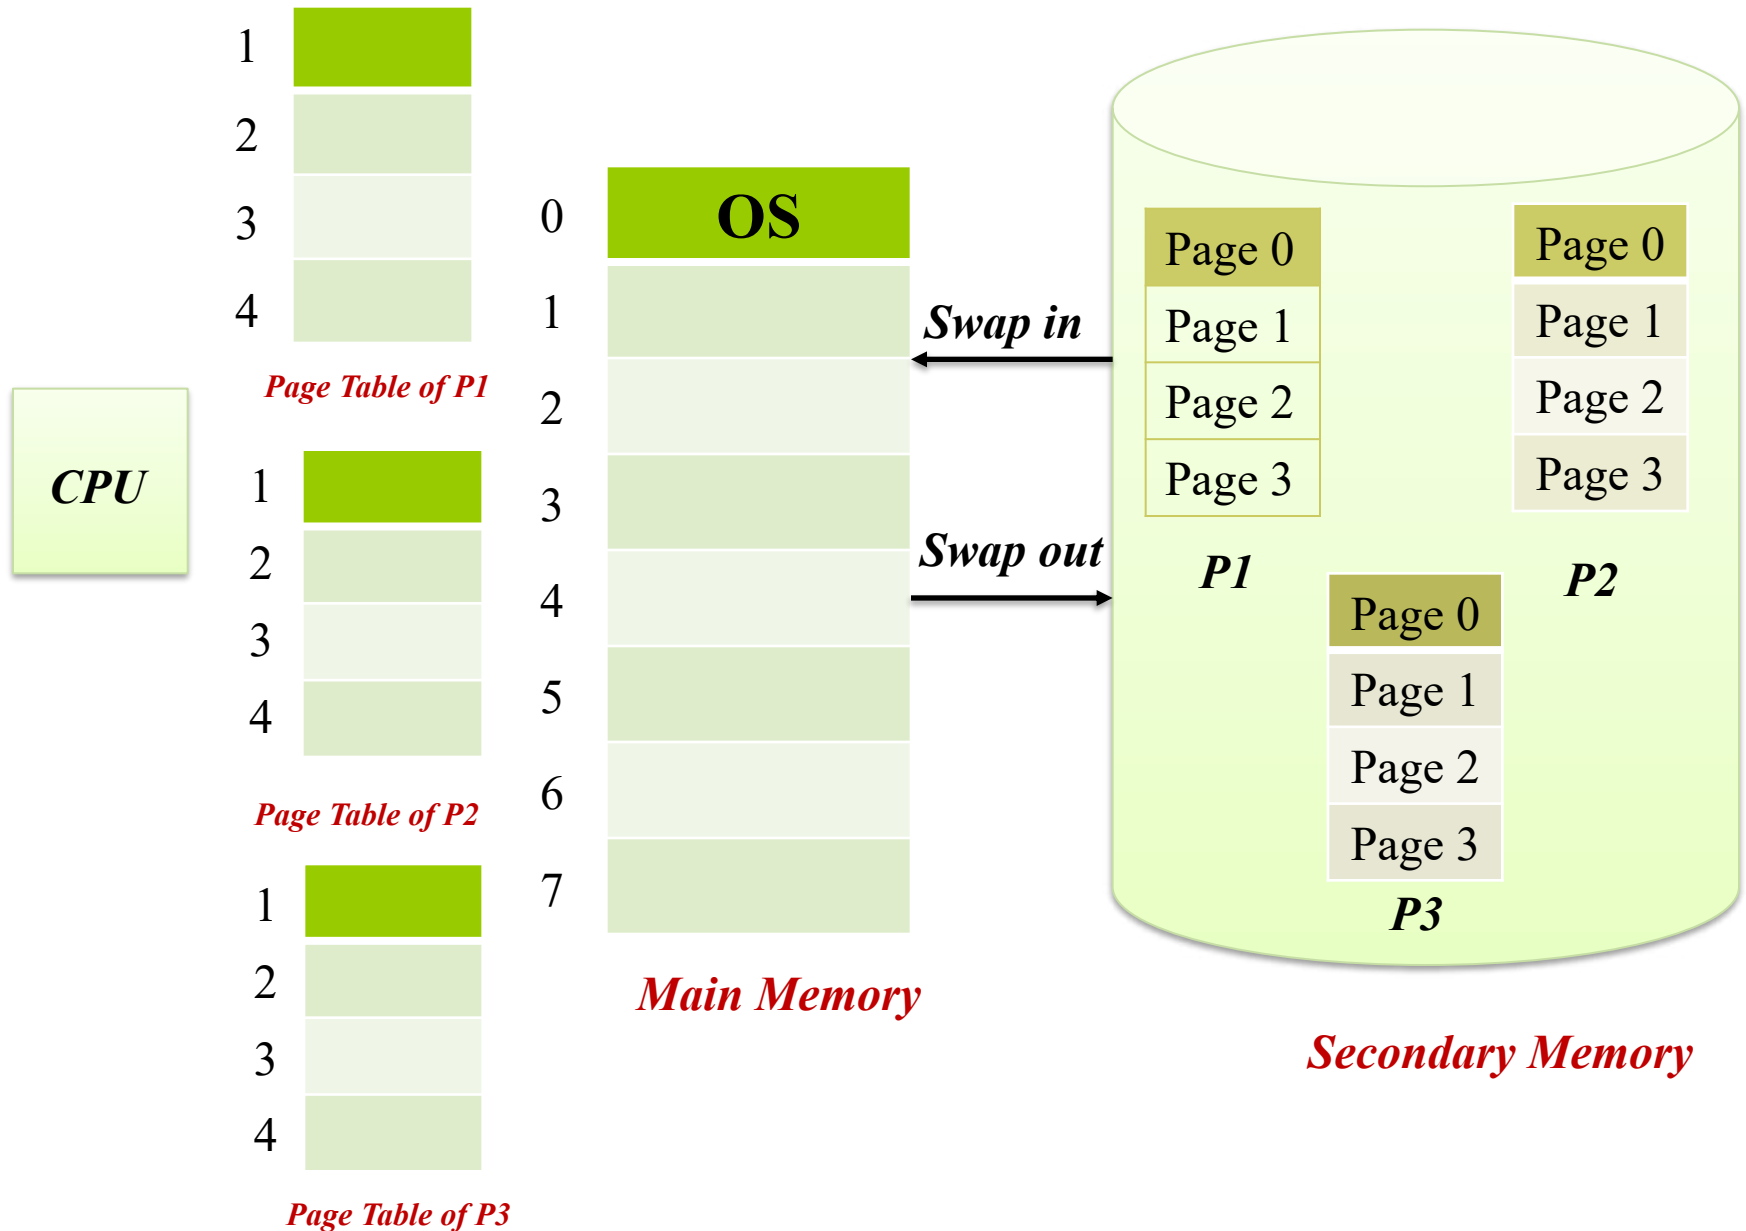 1
2
3
4
Page Table of P1
CPU
1
2
3
4
Page Table of P2
1
2
3
4
Page Table of P3
0
OS
1
2
3
4
5
6
7
Main Memory
Swap in
Swap out
Page 0
Page 1
Page 2
Page 3
P1
Page 0
Page 1
Page 2
Page 3
P2
Page 0
Page 1
Page 2
Page 3
P3
Secondary Memory